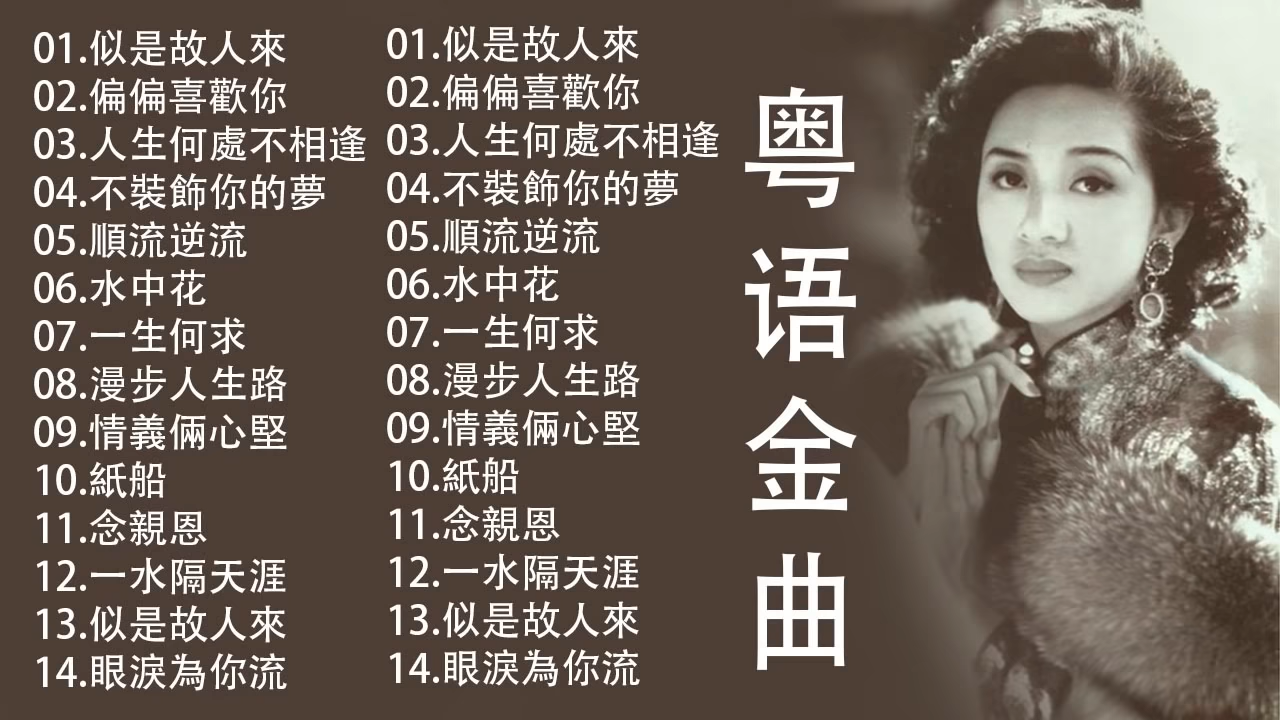 01.似是故人來
02.偏偏喜歡你
03.人生何處不相逢
04.不裝飾你的夢
05.順流逆流
06.水中花
07.一生何求
08.漫步人生路
09.情義倆心堅
10.紙船
11.念親恩
12.一水隔天涯
13.似是故人來
14.眼淚為你流
01.似是故人來
02.偏偏喜歡你
03.人生何處不相逢
04.不裝飾你的夢
05.順流逆流
06.水中花
07.一生何求
08.漫步人生路
09.情義倆心堅
10.紙船
11.念親恩
12.一水隔天涯
13.似是故人來
14.眼淚為你流
粤语金曲